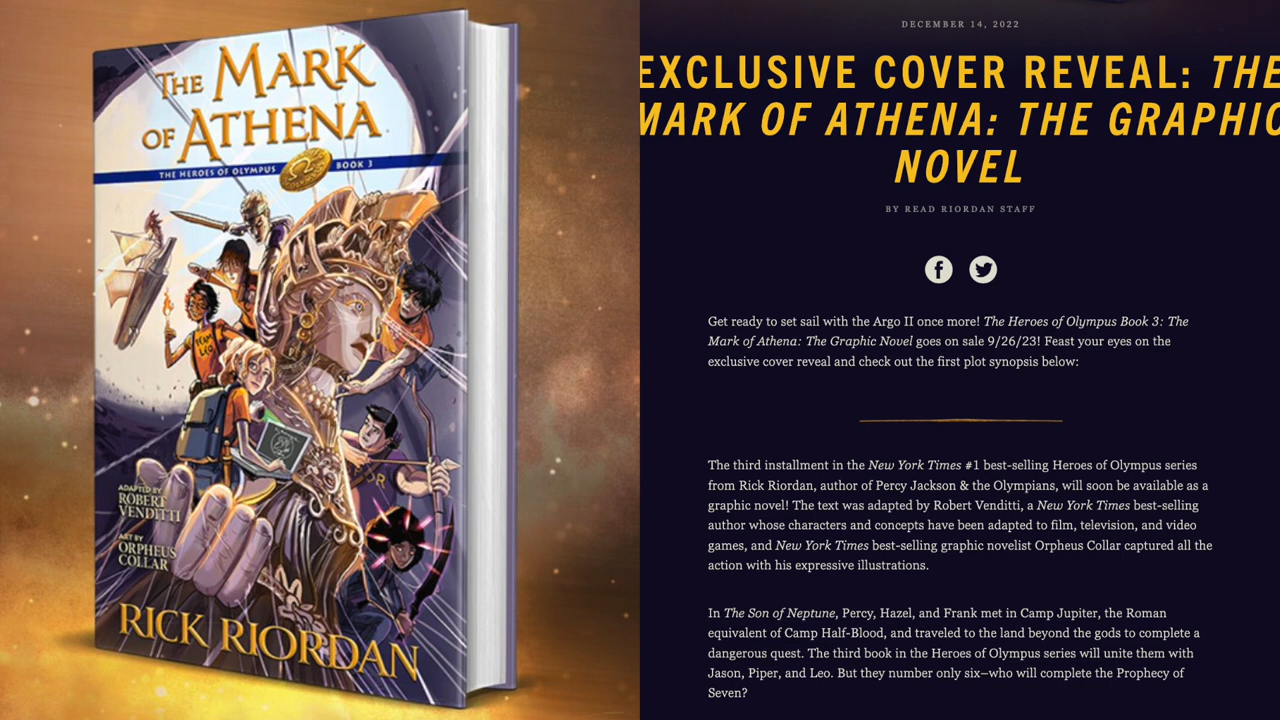 THE MARK
OF ATHENA
THE HEROES OF OLYMPUS BOOK 3
TEAM
LEO
ADAPTED BY
ROBERT
VENDITTI
ART BY
ORPHEUS
COLLAR
RICK RIORDAN
DECEMBER 14, 2022
EXCLUSIVE COVER REVEAL: THE
MARK OF ATHENA: THE GRAPHIC
NOVEL
BY READ RIORDAN STAFF
Get ready to set sail with the Argo II once more! The Heroes of Olympus Book 3: The
Mark of Athena: The Graphic Novel goes on sale 9/26/23! Feast your eyes on the
exclusive cover reveal and check out the first plot synopsis below:
The third installment in the New York Times #1 best-selling Heroes of Olympus series
from Rick Riordan, author of Percy Jackson & the Olympians, will soon be available as a
graphic novel! The text was adapted by Robert Venditti, a New York Times best-selling
author whose characters and concepts have been adapted to film, television, and video
games, and New York Times best-selling graphic novelist Orpheus Collar captured all the
action with his expressive illustrations.
In The Son of Neptune, Percy, Hazel, and Frank met in Camp Jupiter, the Roman
equivalent of Camp Half-Blood, and traveled to the land beyond the gods to complete a
dangerous quest. The third book in the Heroes of Olympus series will unite them with
Jason, Piper, and Leo. But they number only six–who will complete the Prophecy of
Seven?